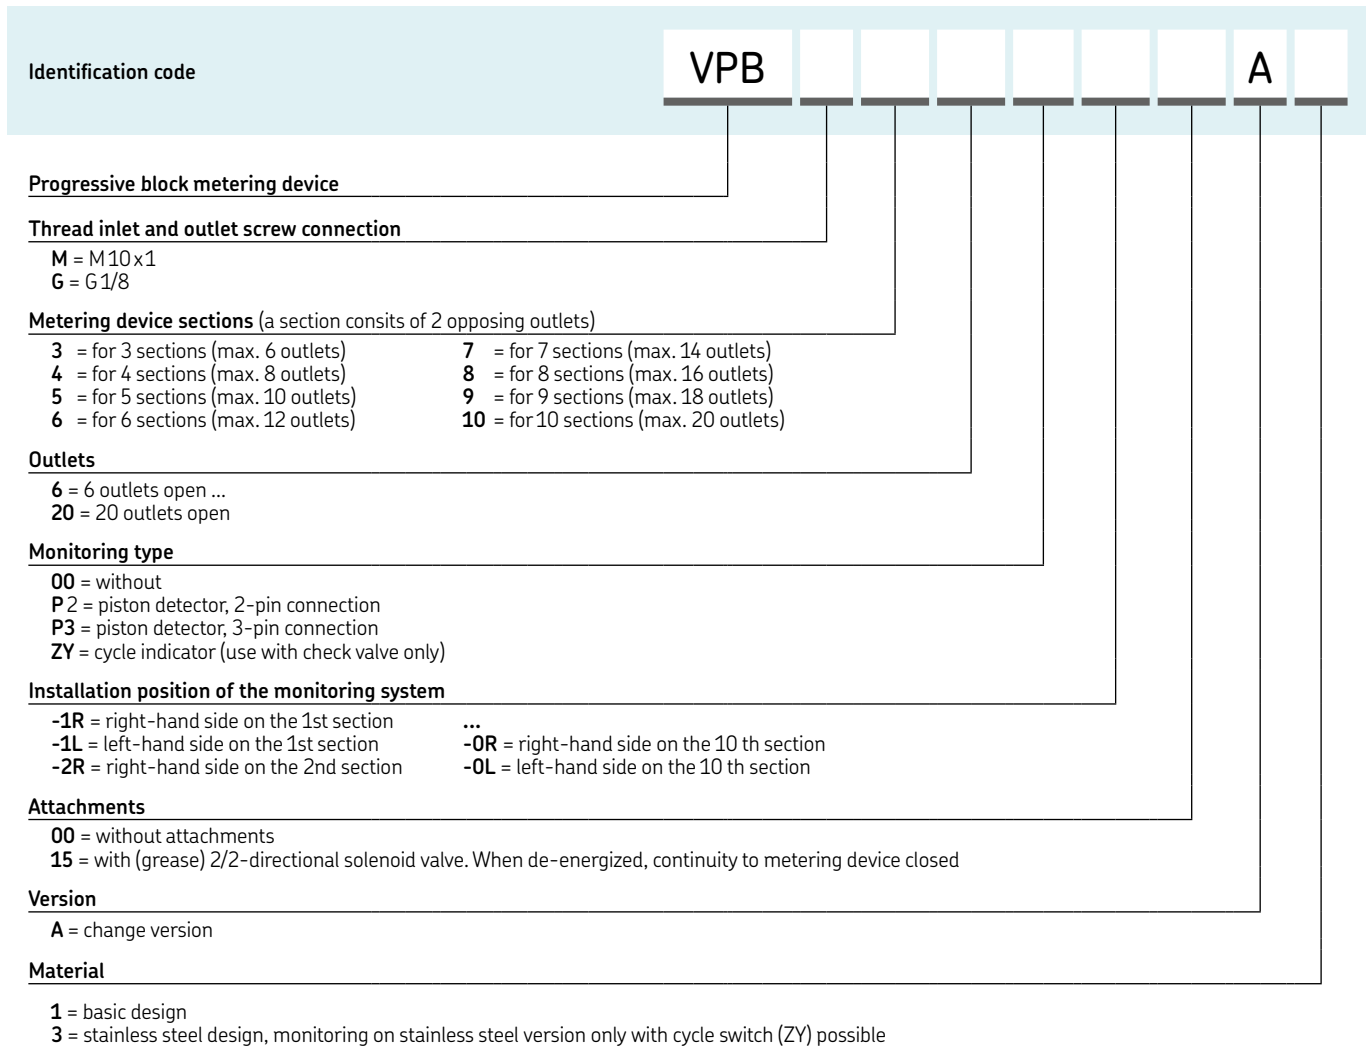 Identification code VPB A
Progressive block metering device
Thread inlet and outlet screw connection
M = M10x1
G = G1/8
Metering device sections (a section consits of 2 opposing outlets)
3 = for 3 sections (max. 6 outlets) 7 = for 7 sections (max. 14 outlets)
4 = for 4 sections (max. 8 outlets) 8 = for 8 sections (max. 16 outlets)
5 = for 5 sections (max. 10 outlets) 9 = for 9 sections (max. 18 outlets)
6 = for 6 sections (max. 12 outlets) 10 = for 10 sections (max. 20 outlets)
Outlets
6 = 6 outlets open ...
20 = 20 outlets open
Monitoring type
00 = without
P2 = piston detector, 2-pin connection
P3 = piston detector, 3-pin connection
ZY = cycle indicator (use with check valve only)
Installation position of the monitoring system
-1R = right-hand side on the 1st section ...
-1L = left-hand side on the 1st section -0R = right-hand side on the 10 th section
-2R = right-hand side on the 2nd section -0L = left-hand side on the 10 th section
Attachments
00 = without attachments
15 = with (grease) 2/2-directional solenoid valve. When de-energized, continuity to metering device closed
Version
A = change version
Material
1 = basic design
3 = stainless steel design, monitoring on stainless steel version only with cycle switch (ZY) possible